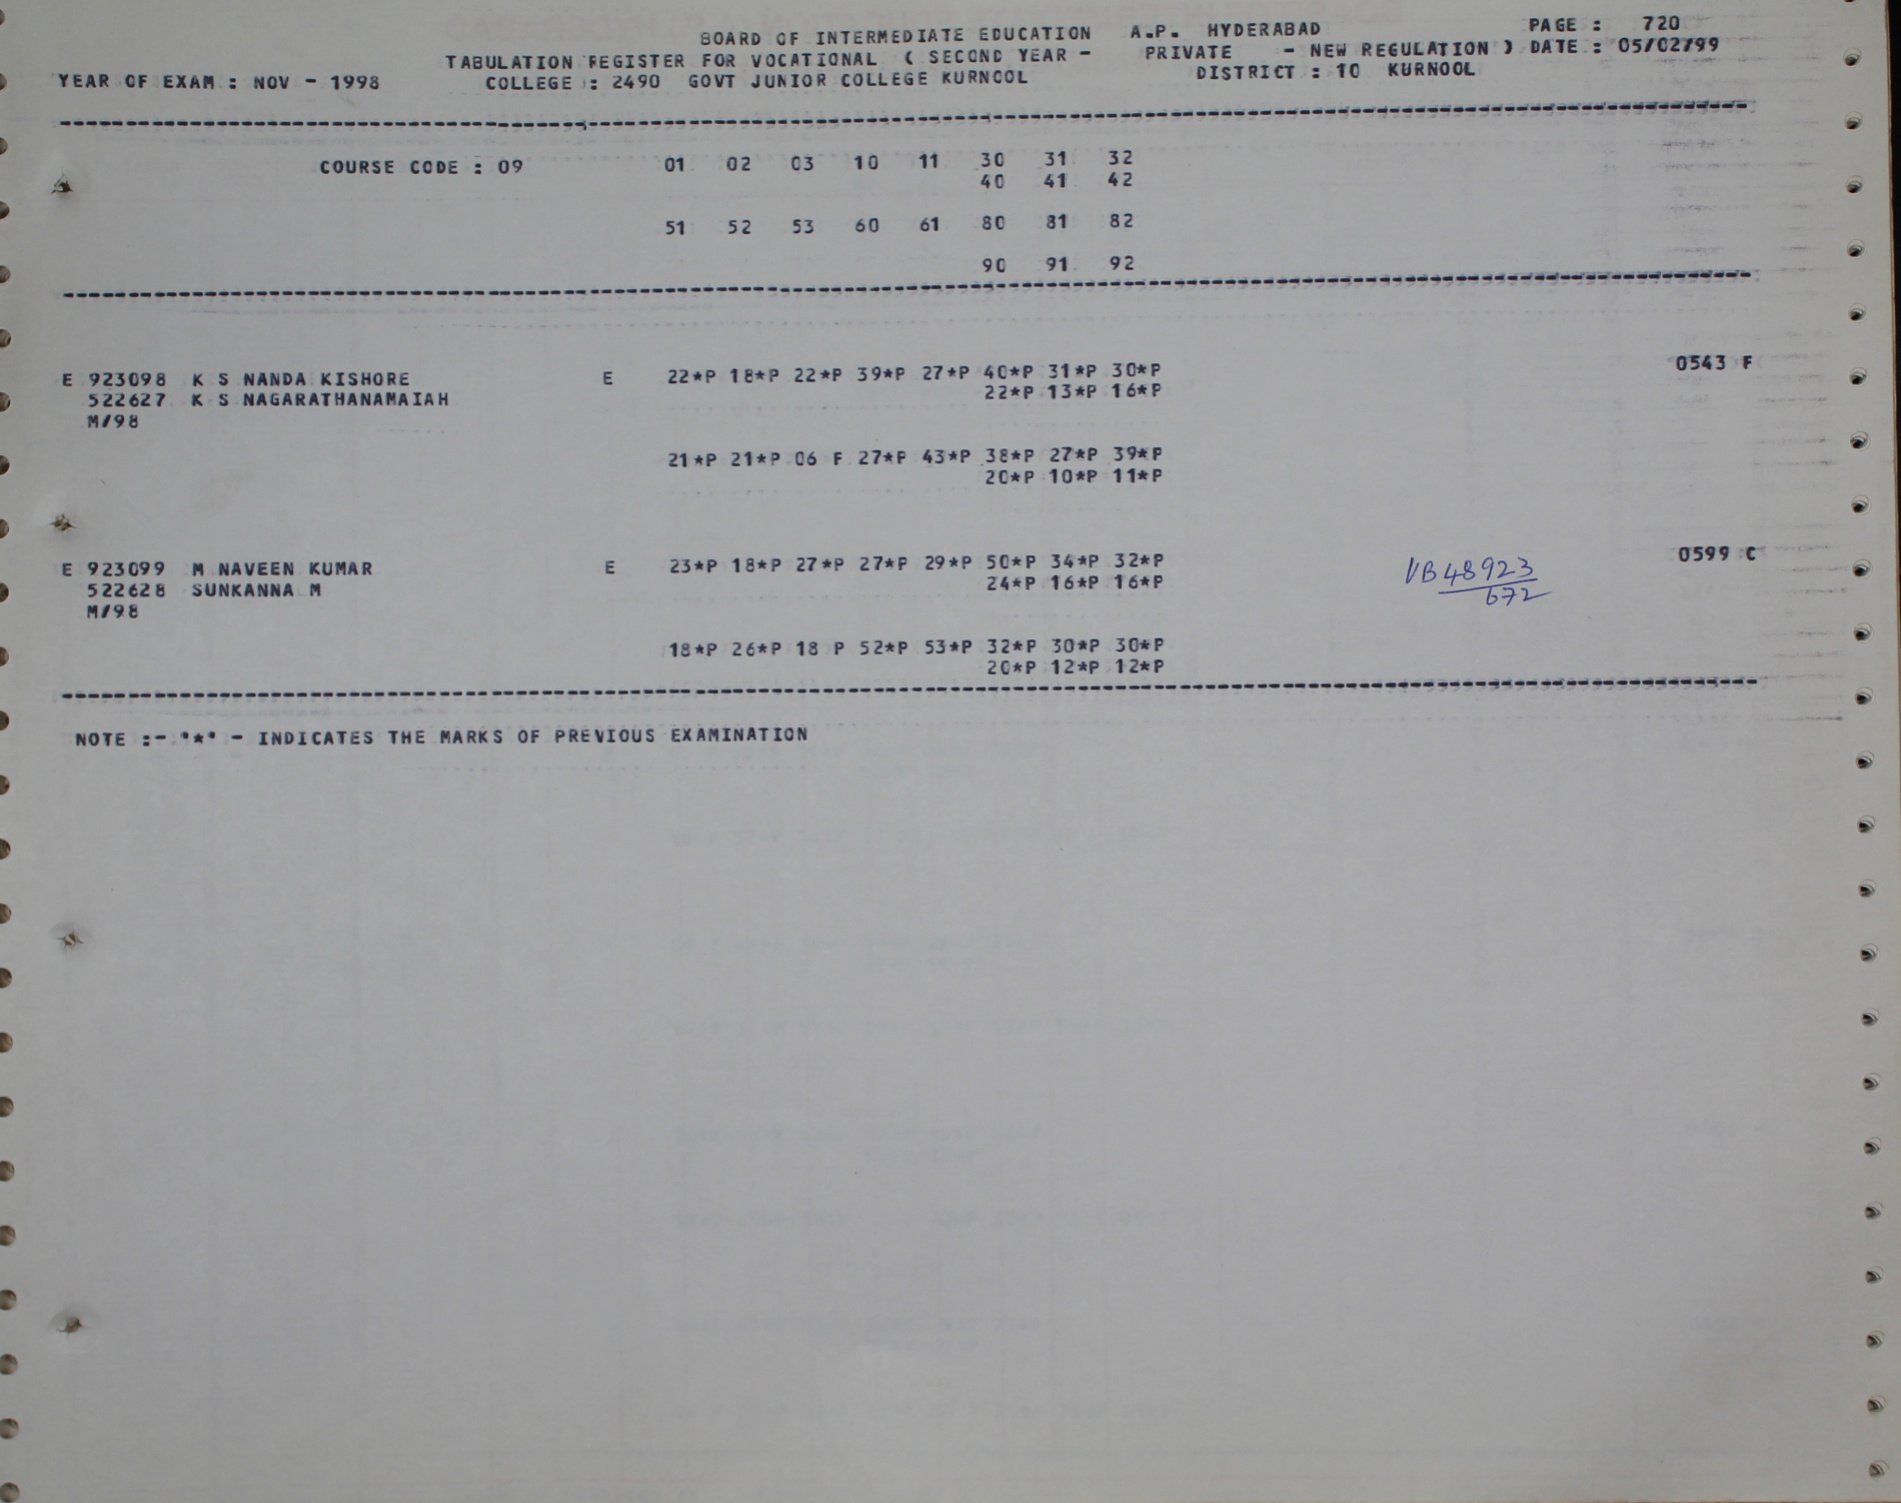 BOARD OF INTERMEDIATE EDUCATION A.P. HYDERABAD PAGE : 720
TABULATION REGISTER FOR VOCATIONAL ( SECOND YEAR - PRIVATE - NEW REGULATION ) DATE : 05/02/99
YEAR OF EXAM : NOV - 1998 COLLEGE : 2490 GOVT JUNIOR COLLEGE KURNOOL DISTRICT : 10 KURNOOL
COURSE CODE : 09 01 02 03 10 11 30 31 32
40 41 42
51 52 53 60 61 80 81 82
90 91 92
E 923098 K S NANDA KISHORE E 22*P 18*P 22*P 39*P 27*P 40*P 31*P 30*P 0543 F
522627 K S NAGARATHANAMAIAH 22*P 13*P 16*P
M/98
21*P 21*P 06 F 27*P 43*P 38*P 27*P 39*P
20*P 10*P 11*P
E 923099 M NAVEEN KUMAR E 23*P 18*P 27*P 27*P 29*P 50*P 34*P 32*P VB48923 0599 C
522628 SUNKANNA M 24*P 16*P 16*P 672
M/98
18*P 26*P 18 P 52*P 53*P 32*P 30*P 30*P
20*P 12*P 12*P
NOTE :- '*' - INDICATES THE MARKS OF PREVIOUS EXAMINATION